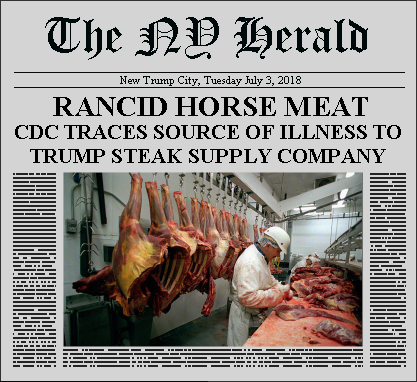 The NY Herald
New Trump City, Tuesday July 3, 2018
RANCID HORSE MEAT
CDC TRACES SOURCE OF ILLNESS TO
TRUMP STEAK SUPPLY COMPANY